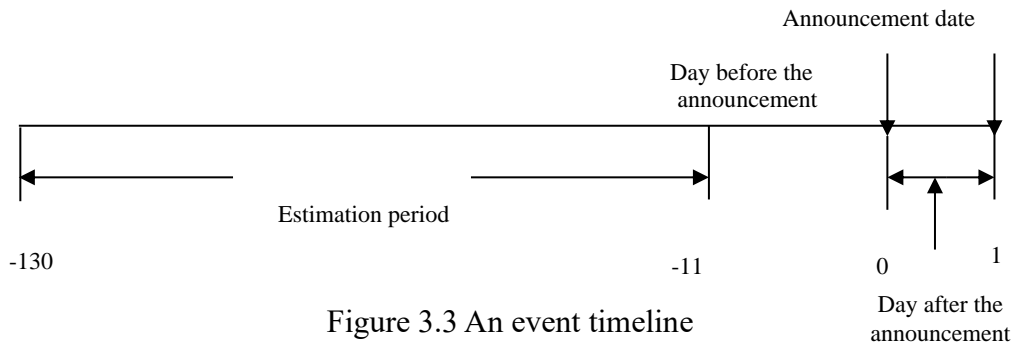 Announcement date
Day before the
announcement
Estimation period
-130
-11
0
1
Day after the
announcement
Figure 3.3 An event timeline